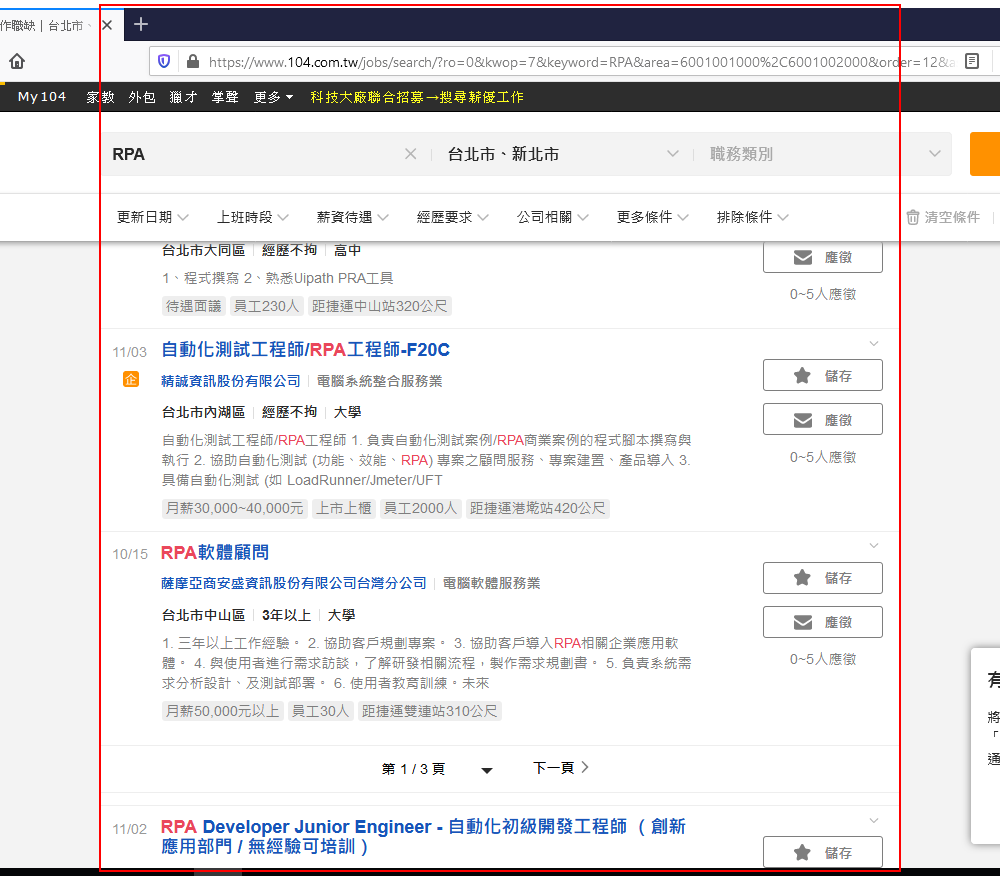 作職缺 | 台北市、
https://www.104.com.tw/jobs/search/?ro=0&kwop=7&keyword=RPA&area=6001001000%2C6001002000&order=12&a
My104 家教 外包 獵才 掌聲 更多 科技大廠聯合招募→搜尋薪優工作
RPA 台北市、新北市 職務類別
更新日期 上班時段 薪資待遇 經歷要求 公司相關 更多條件 排除條件 清空條件
台北市大同區 經歷不拘 高中
應徵
1、程式撰寫 2、熟悉Uipath PRA工具
0~5人應徵
待遇面議 員工230人 距捷運中山站320公尺
11/03 自動化測試工程師/RPA工程師-F20C
企 精誠資訊股份有限公司 電腦系統整合服務業
儲存
台北市內湖區 經歷不拘 大學
應徵
自動化測試工程師/RPA工程師 1. 負責自動化測試案例/RPA商業案例的程式腳本撰寫與
執行 2. 協助自動化測試 (功能、效能、RPA) 專案之顧問服務、專案建置、產品導入 3.
0~5人應徵
具備自動化測試 (如 LoadRunner/Jmeter/UFT
月薪30,000~40,000元 上市上櫃 員工2000人 距捷運港墘站420公尺
10/15 RPA軟體顧問
薩摩亞商安盛資訊股份有限公司台灣分公司 電腦軟體服務業
儲存
台北市中山區 3年以上 大學
應徵
1. 三年以上工作經驗。 2. 協助客戶規劃專案。 3. 協助客戶導入RPA相關企業應用軟
體。 4. 與使用者進行需求訪談，了解研發相關流程，製作需求規劃書。 5. 負責系統需
0~5人應徵
求分析設計、及測試部署。 6. 使用者教育訓練。未來
月薪50,000元以上 員工30人 距捷運雙連站310公尺
有
將
「
通
第 1 / 3 頁 下一頁
11/02 RPA Developer Junior Engineer - 自動化初級開發工程師 （ 創新
應用部門 / 無經驗可培訓 ）
儲存